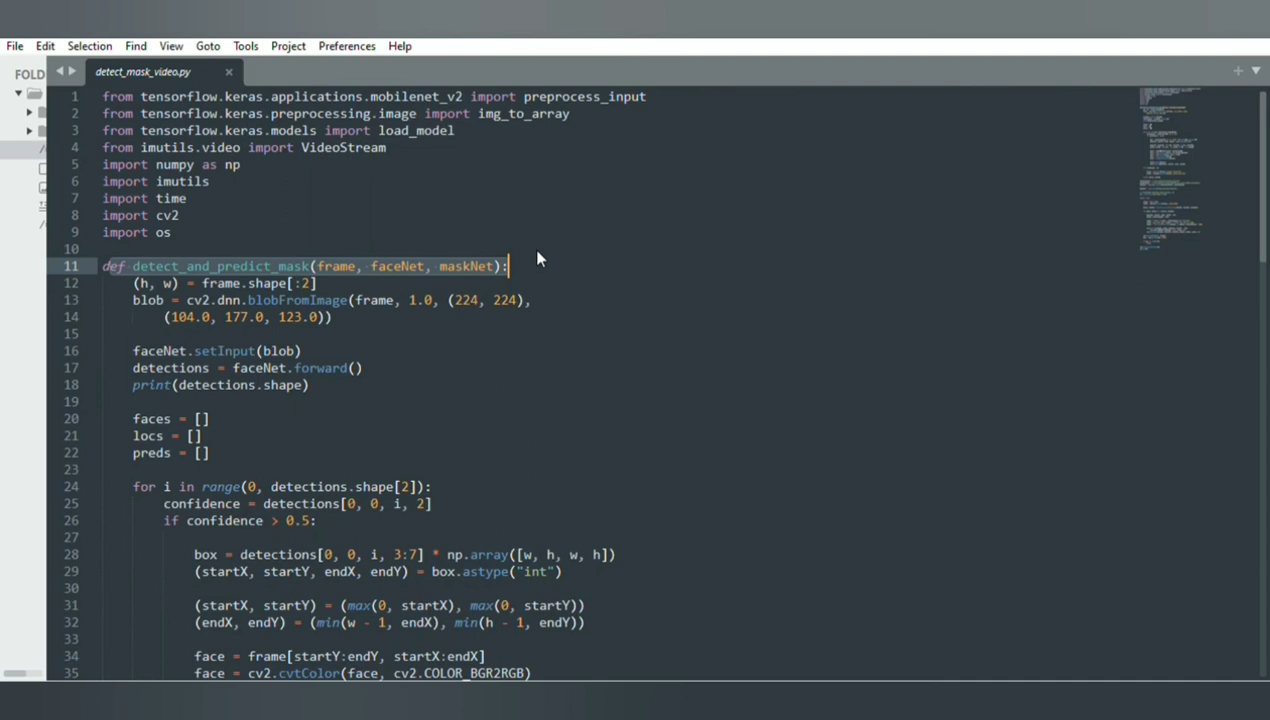 File Edit Selection Find View Goto Tools Project Preferences Help
FOLD
detect_mask_video.py
1 from tensorflow.keras.applications.mobilenet_v2 import preprocess_input
2 from tensorflow.keras.preprocessing.image import img_to_array
3 from tensorflow.keras.models import load_model
4 from imutils.video import VideoStream
5 import numpy as np
6 import imutils
7 import time
8 import cv2
9 import os
10
11 def detect_and_predict_mask(frame, faceNet, maskNet):
12 (h, w) = frame.shape[:2]
13 blob = cv2.dnn.blobFromImage(frame, 1.0, (224, 224),
14 (104.0, 177.0, 123.0))
15
16 faceNet.setInput(blob)
17 detections = faceNet.forward()
18 print(detections.shape)
19
20 faces = []
21 locs = []
22 preds = []
23
24 for i in range(0, detections.shape[2]):
25 confidence = detections[0, 0, i, 2]
26 if confidence > 0.5:
27
28 box = detections[0, 0, i, 3:7] * np.array([w, h, w, h])
29 (startX, startY, endX, endY) = box.astype("int")
30
31 (startX, startY) = (max(0, startX), max(0, startY))
32 (endX, endY) = (min(w - 1, endX), min(h - 1, endY))
33
34 face = frame[startY:endY, startX:endX]
35 face = cv2.cvtColor(face, cv2.COLOR_BGR2RGB)